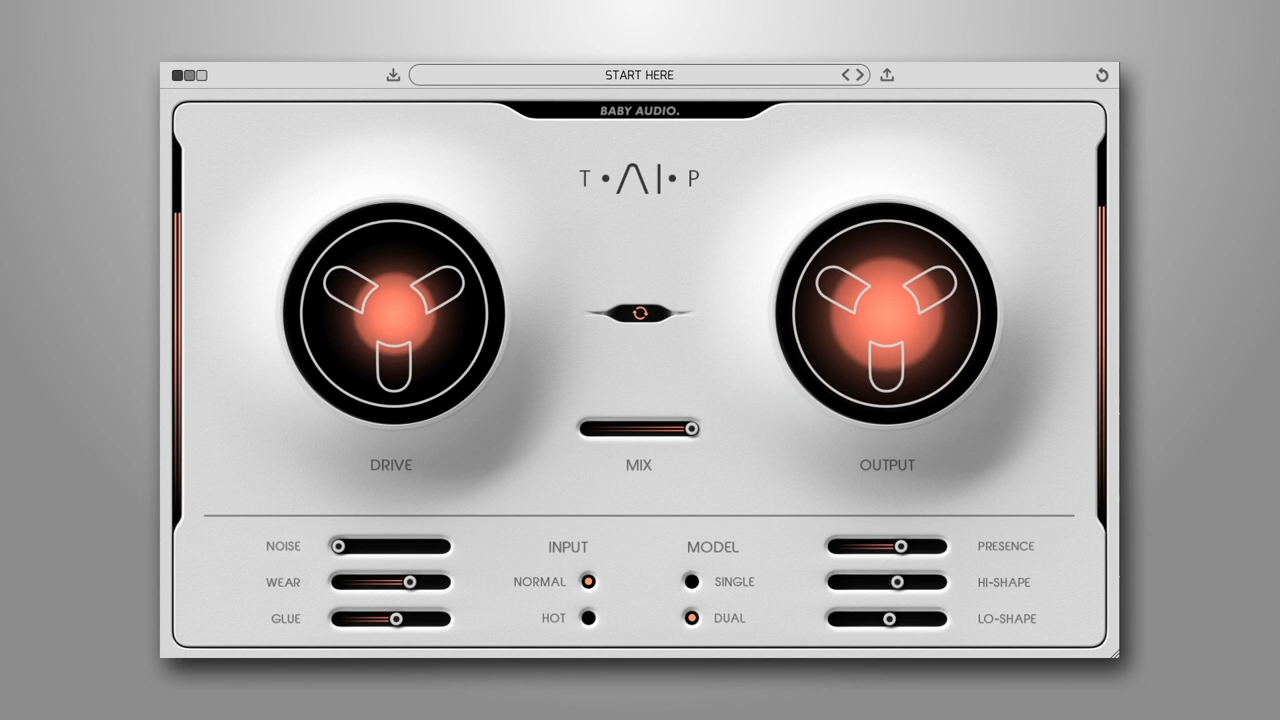 START HERE
BABY AUDIO.
T • A I • P
DRIVE
MIX
OUTPUT
NOISE
INPUT
MODEL
PRESENCE
WEAR
NORMAL
SINGLE
HI-SHAPE
GLUE
HOT
DUAL
LO-SHAPE